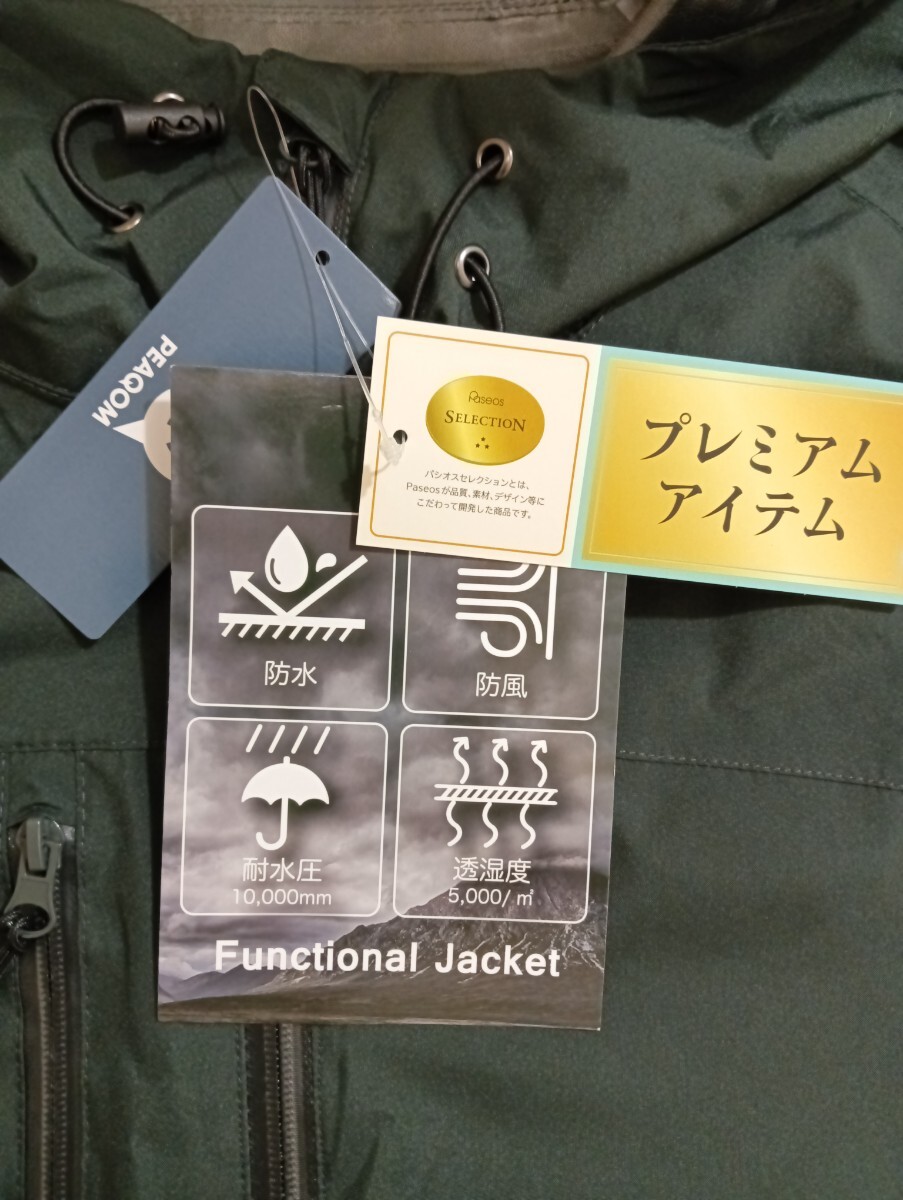 PEAQOM
Paseos
SELECTION
パシオスセレクションとは、
Paseosが品質、素材、デザイン等に
こだわって開発した商品です。
プレミアム
アイテム
防水
防風
耐水圧
10,000mm
透湿度
5,000/㎡
Functional Jacket